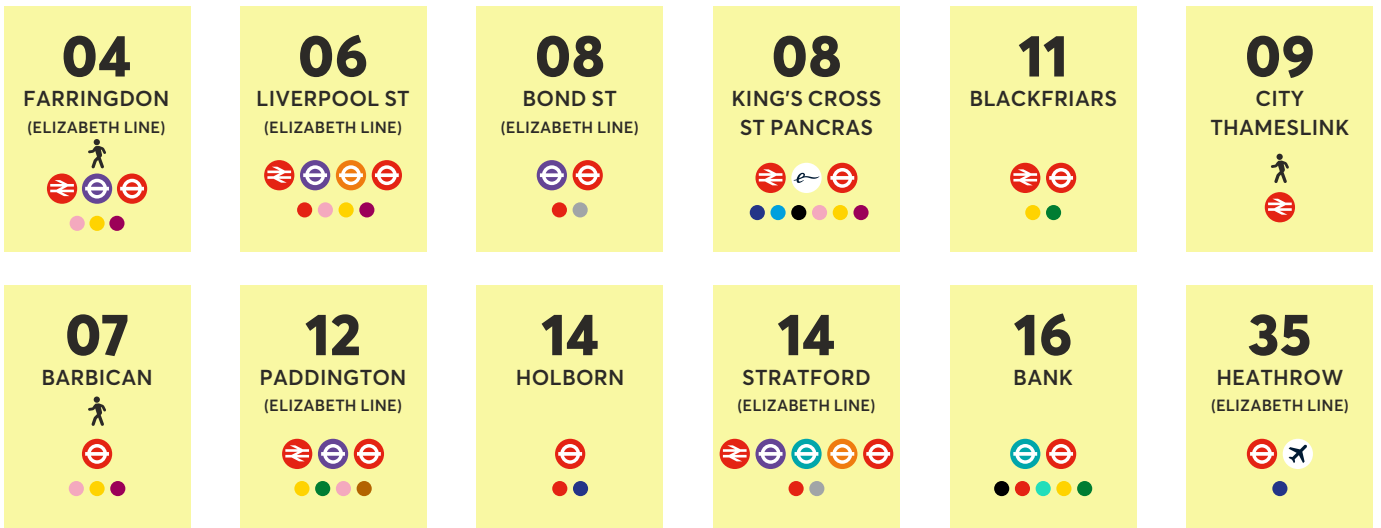 04
FARRINGDON
(ELIZABETH LINE)
06
LIVERPOOL ST
(ELIZABETH LINE)
08
BOND ST
(ELIZABETH LINE)
08
KING'S CROSS
ST PANCRAS
e
11
BLACKFRIARS
09
CITY
THAMESLINK
07
BARBICAN
12
PADDINGTON
(ELIZABETH LINE)
14
HOLBORN
14
STRATFORD
(ELIZABETH LINE)
16
BANK
35
HEATHROW
(ELIZABETH LINE)